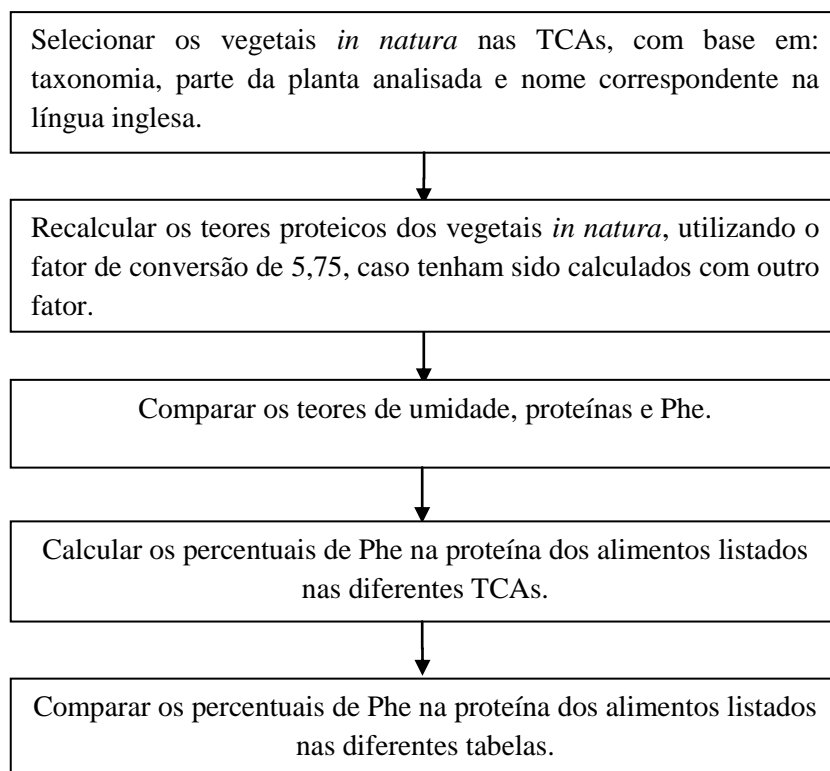 Selecionar os vegetais in natura nas TCAs, com base em:
taxonomia, parte da planta analisada e nome correspondente na
língua inglesa.
Recalcular os teores proteicos dos vegetais in natura, utilizando o
fator de conversão de 5,75, caso tenham sido calculados com outro
fator.
Comparar os teores de umidade, proteínas e Phe.
Calcular os percentuais de Phe na proteína dos alimentos listados
nas diferentes TCAs.
Comparar os percentuais de Phe na proteína dos alimentos listados
nas diferentes tabelas.